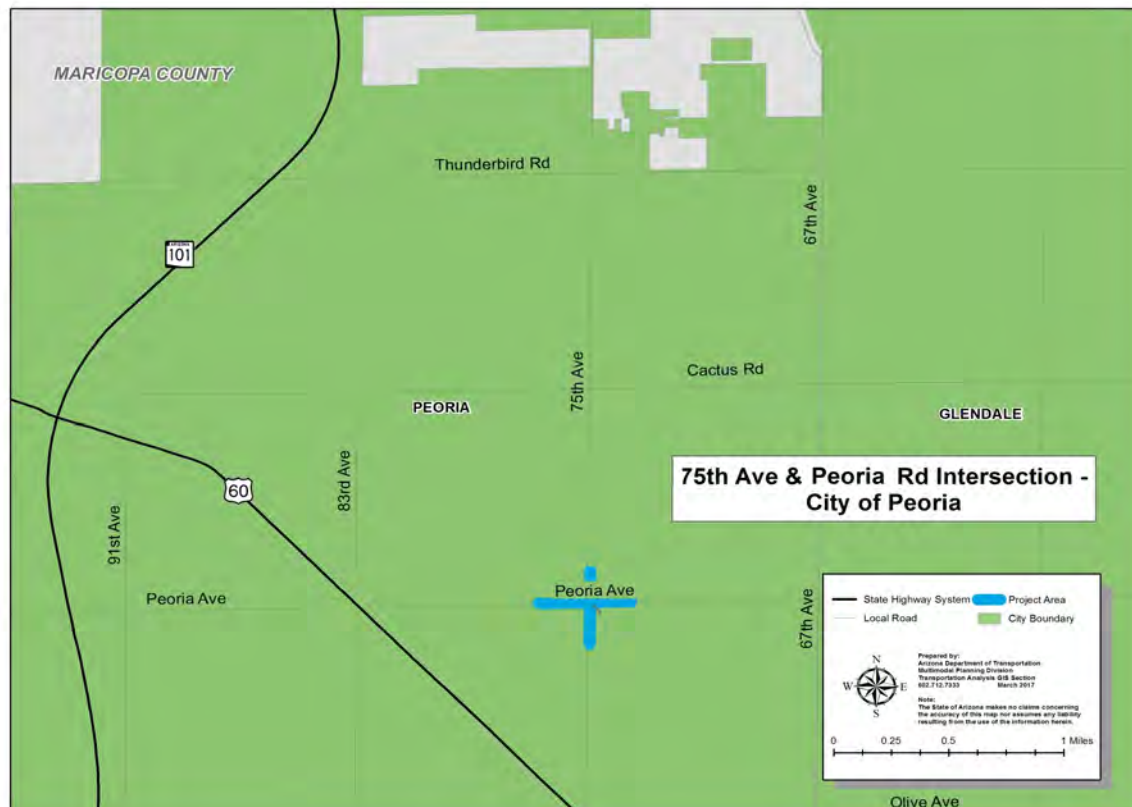 MARICOPA COUNTY
Thunderbird Rd
67th Ave
ARIZONA
101
75th Ave
Cactus Rd
PEORIA
GLENDALE
83rd Ave
60
91st Ave
75th Ave & Peoria Rd Intersection -
City of Peoria
Peoria Ave
Peoria Ave
67th Ave
State Highway System
Project Area
Local Road
City Boundary
N
W
E
S
Prepared by:
Arizona Department of Transportation
Multimodal Planning Division
Transportation Analysis GIS Section
602.712.7333 March 2017
Note:
The State of Arizona makes no claims concerning
the accuracy of this map nor assumes any liability
resulting from the use of the information herein.
0 0.25 0.5 1 Miles
Olive Ave